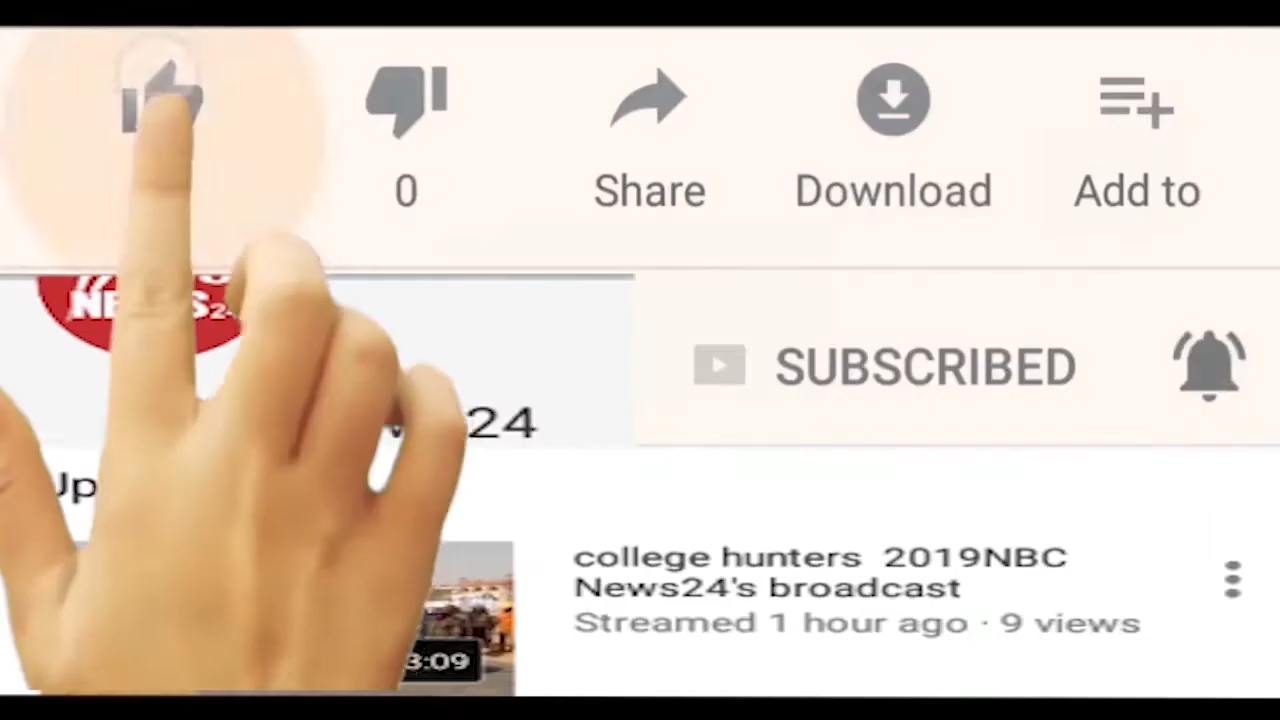 0
Share
Download
Add to
SUBSCRIBED
24
college hunters 2019NBC
News24's broadcast
Streamed 1 hour ago · 9 views
3:09